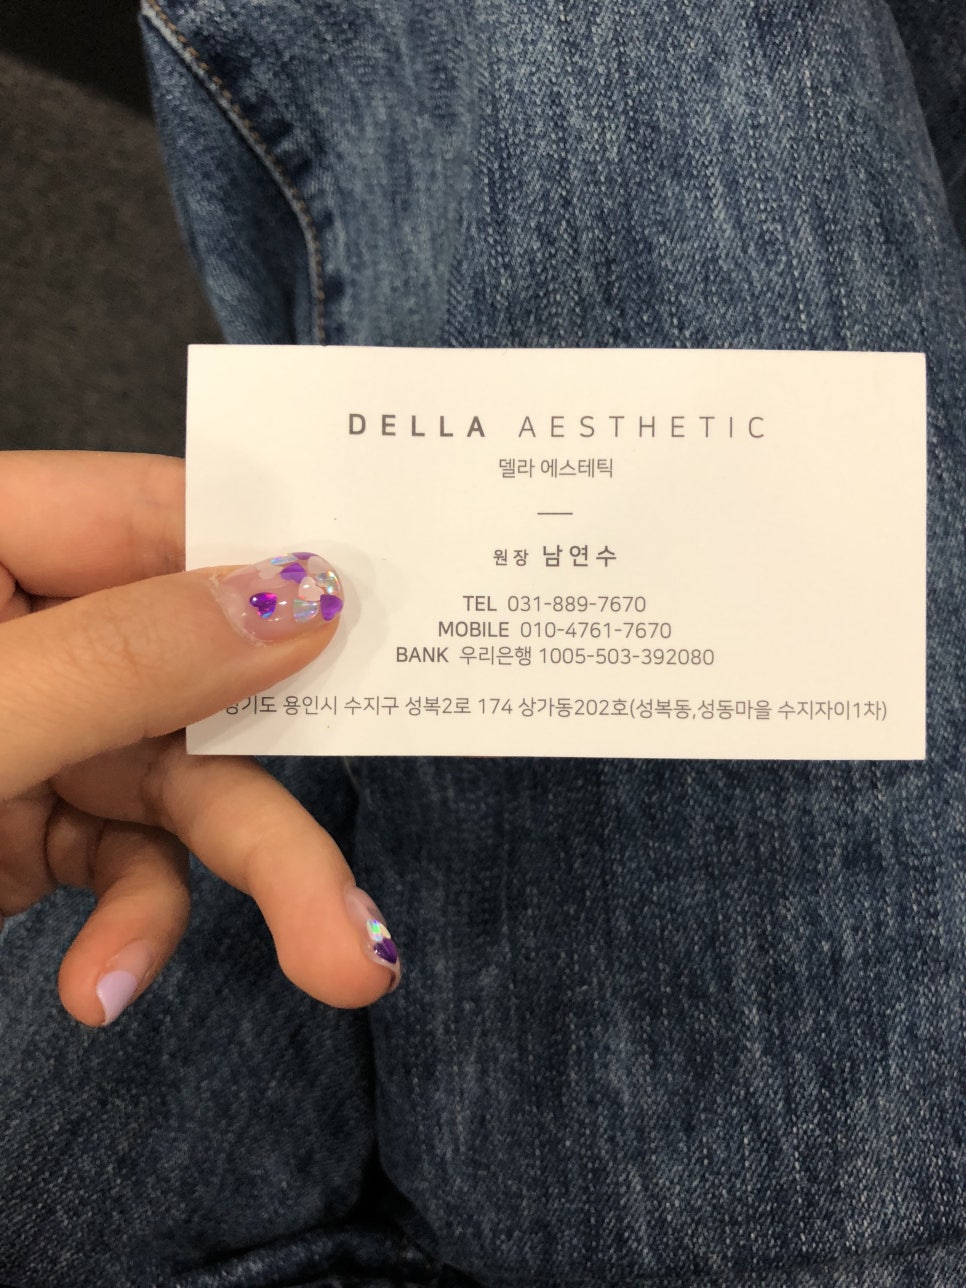 DELLA AESTHETIC
델라 에스테틱
원장 남연수
TEL 031-889-7670
MOBILE 010-4761-7670
BANK 우리은행 1005-503-392080
경기도 용인시 수지구 성복2로 174 상가동202호(성복동,성동마을 수지자이1차)